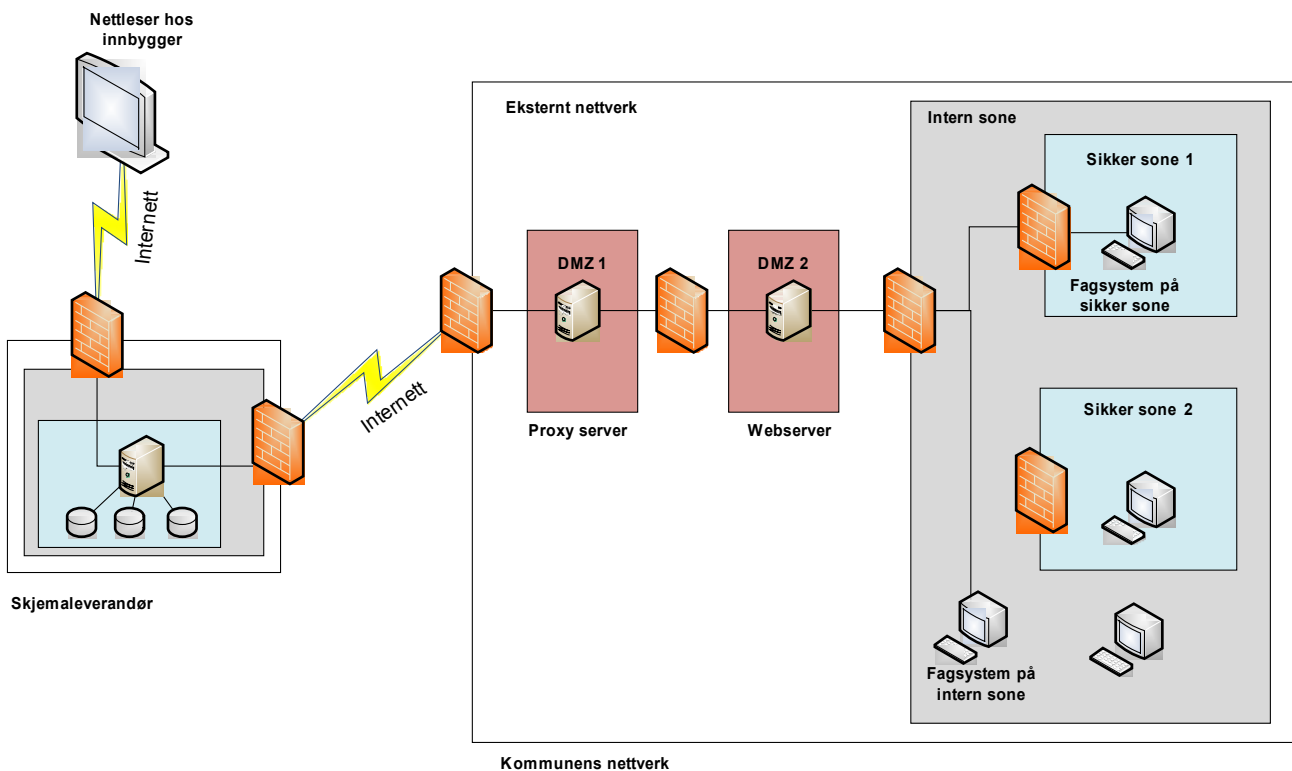 Nettleser hos
innbygger
Internett
Internett
Skjemaleverandør
Eksternt nettverk
DMZ 1
Proxy server
DMZ 2
Webserver
Intern sone
Sikker sone 1
Fagsystem på
sikker sone
Sikker sone 2
Fagsystem på
intern sone
Kommunens nettverk